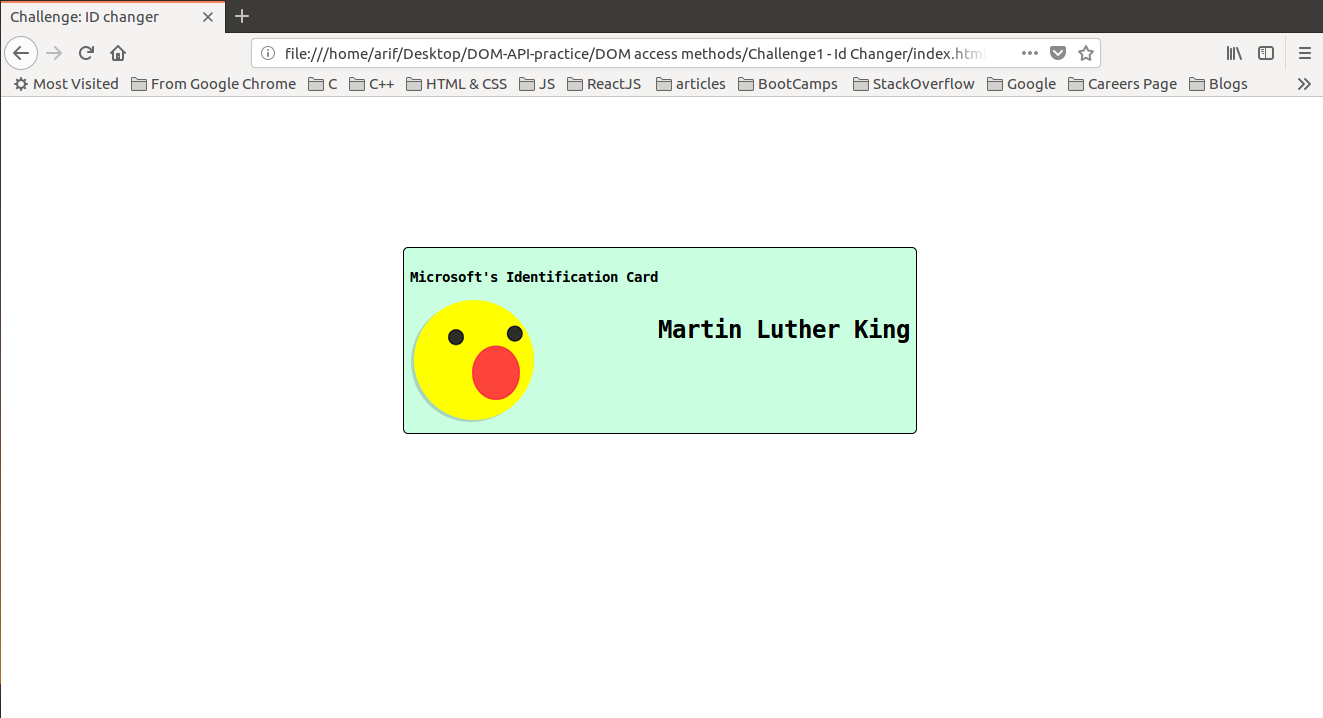 Challenge: ID changer
file:///home/arif/Desktop/DOM-API-practice/DOM access methods/Challenge1 - Id Changer/index.html
Most Visited From Google Chrome C C++ HTML & CSS JS ReactJS articles BootCamps StackOverflow Google Careers Page Blogs
Microsoft's Identification Card
Martin Luther King